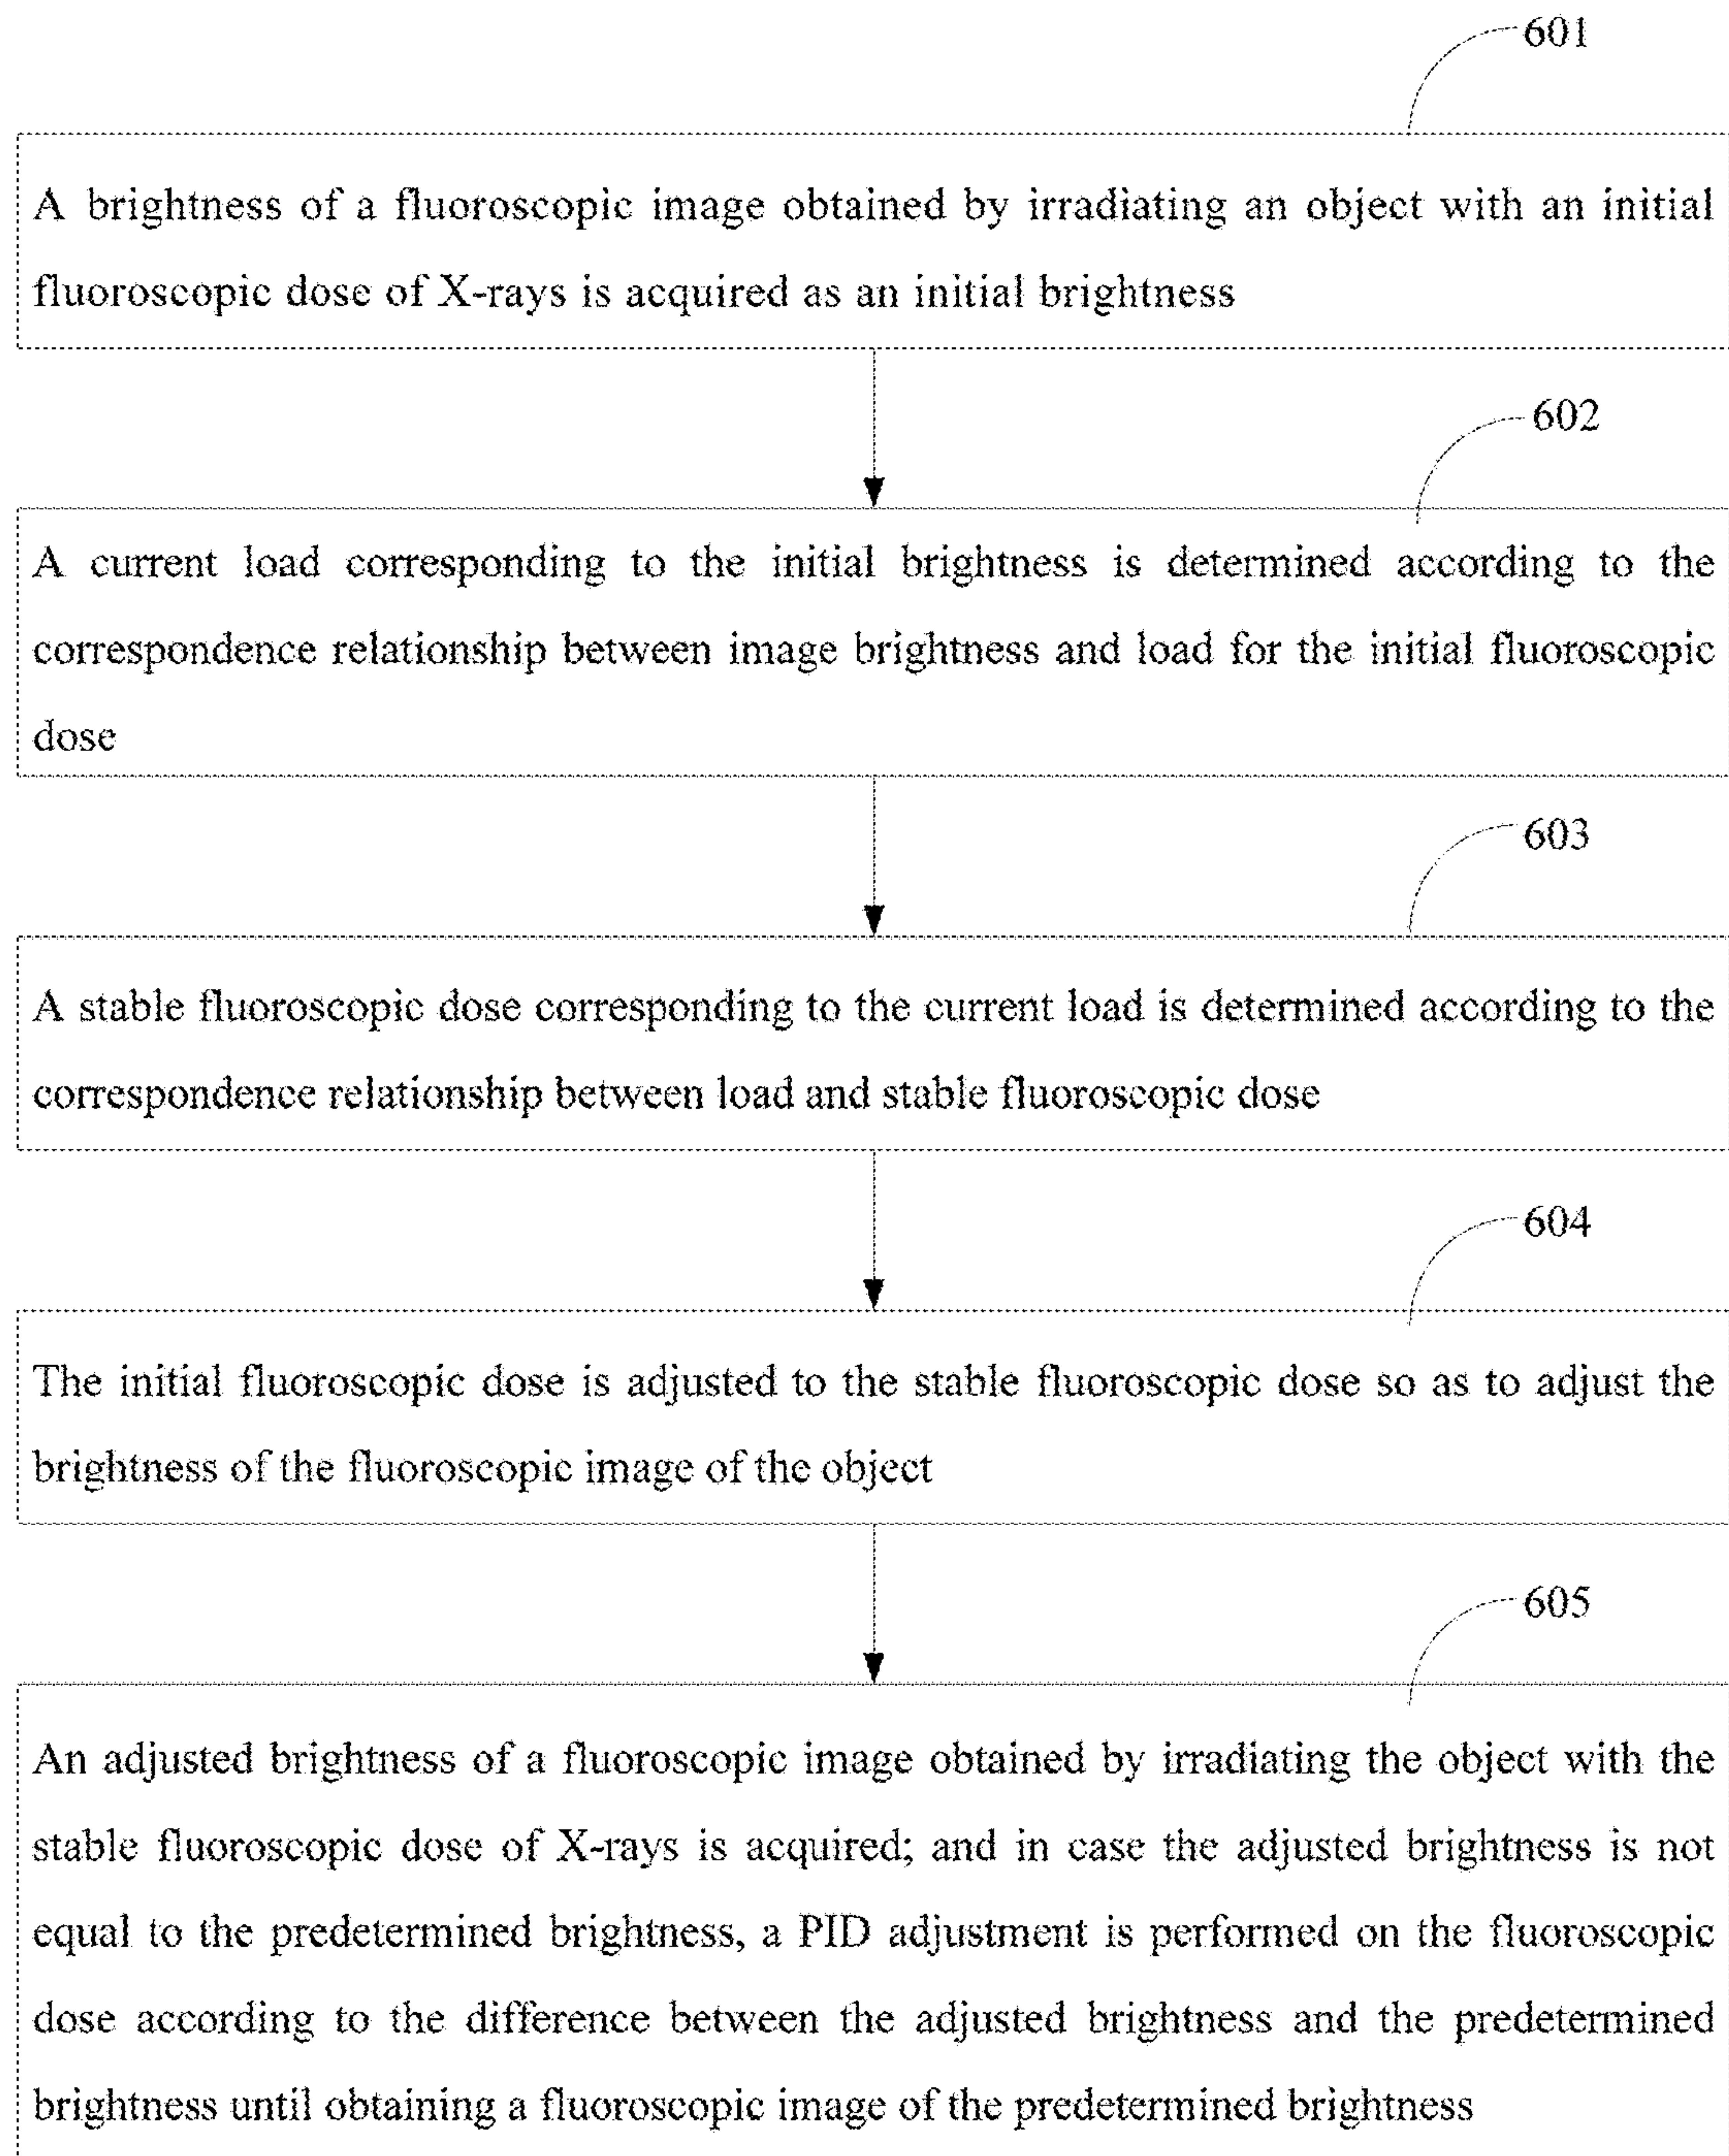 601
A brightness of a fluoroscopic image obtained by irradiating an object with an initial
fluoroscopic dose of X-rays is acquired as an initial brightness
602
A current load corresponding to the initial brightness is determined according to the
correspondence relationship between image brightness and load for the initial fluoroscopic
dose
603
A stable fluoroscopic dose corresponding to the current load is determined according to the
correspondence relationship between load and stable fluoroscopic dose
604
The initial fluoroscopic dose is adjusted to the stable fluoroscopic dose so as to adjust the
brightness of the fluoroscopic image of the object
605
An adjusted brightness of a fluoroscopic image obtained by irradiating the object with the
stable fluoroscopic dose of X-rays is acquired; and in case the adjusted brightness is not
equal to the predetermined brightness, a PID adjustment is performed on the fluoroscopic
dose according to the difference between the adjusted brightness and the predetermined
brightness until obtaining a fluoroscopic image of the predetermined brightness